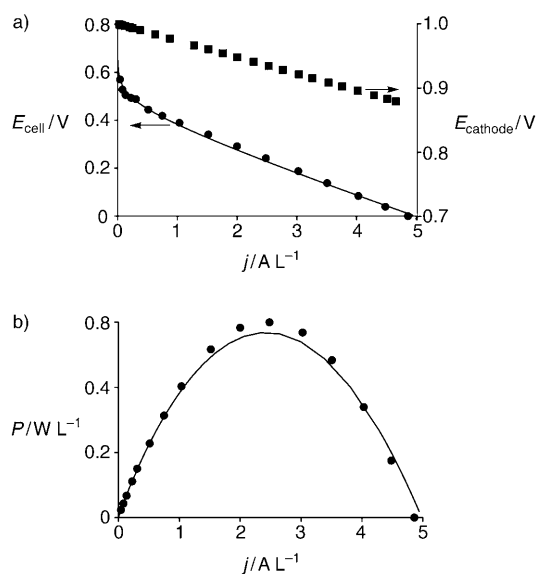 a)
0.8
0.6
0.4
0.2
0
E_cell / V
1.0
0.9
0.8
0.7
E_cathode / V
0 1 2 3 4 5
j / A L⁻¹
b)
0.8
0.4
0.2
0
P / W L⁻¹
0 1 2 3 4 5
j / A L⁻¹